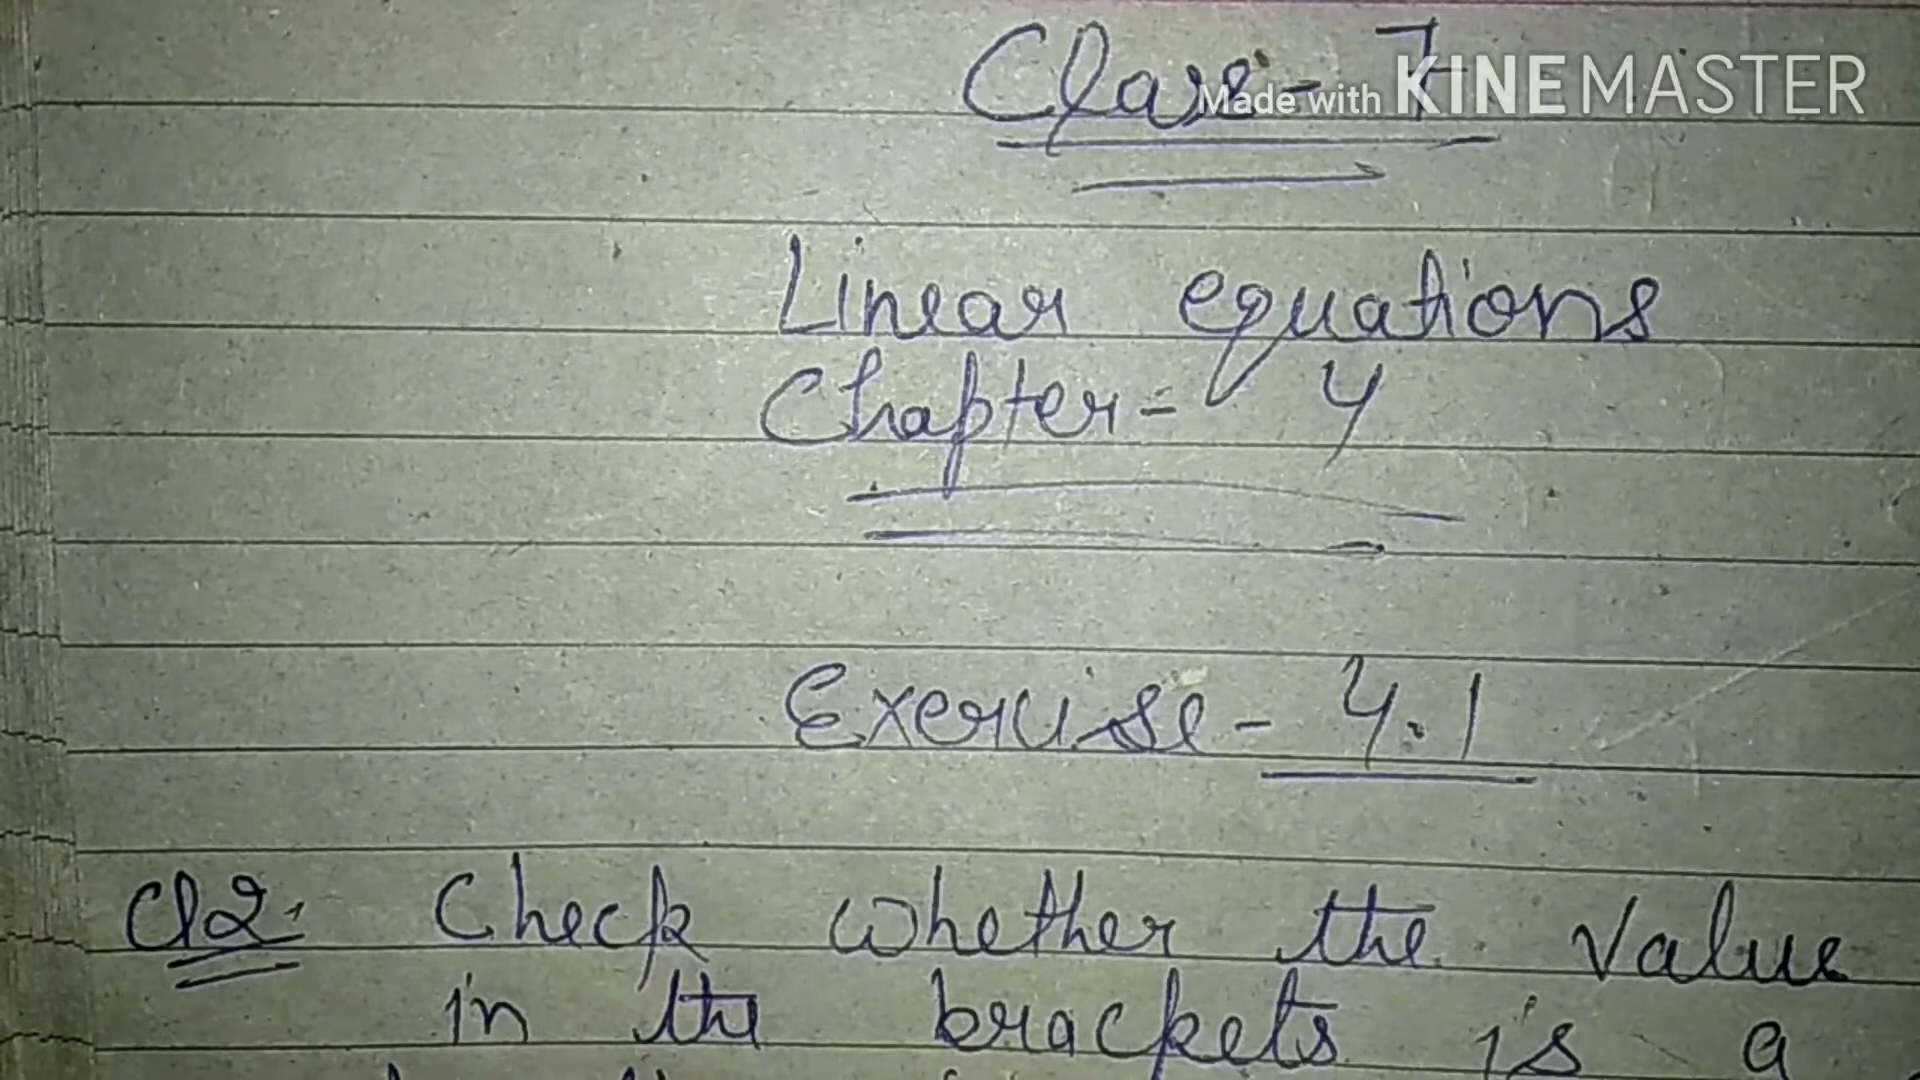 Class - 7
Made with KINEMASTER
Linear equations
Chapter - 4
Exercise - 4.1
Q2. Check whether the value
in the brackets is a